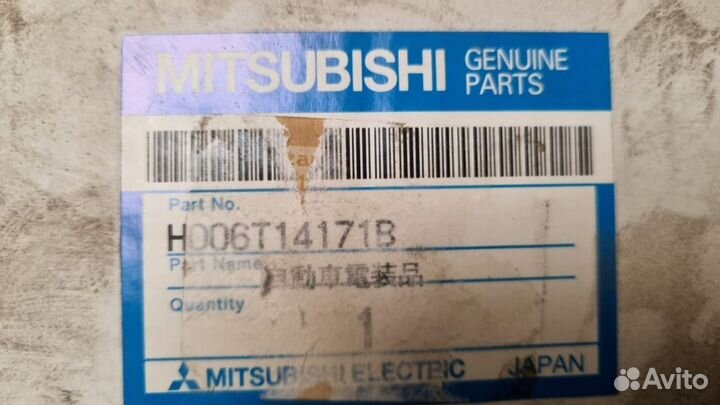 MITSUBISHI
GENUINE
PARTS
Part No.
H006T14171B
Part Name
自動車電装品
Quantity
1
MITSUBISHI ELECTRIC JAPAN
Avito